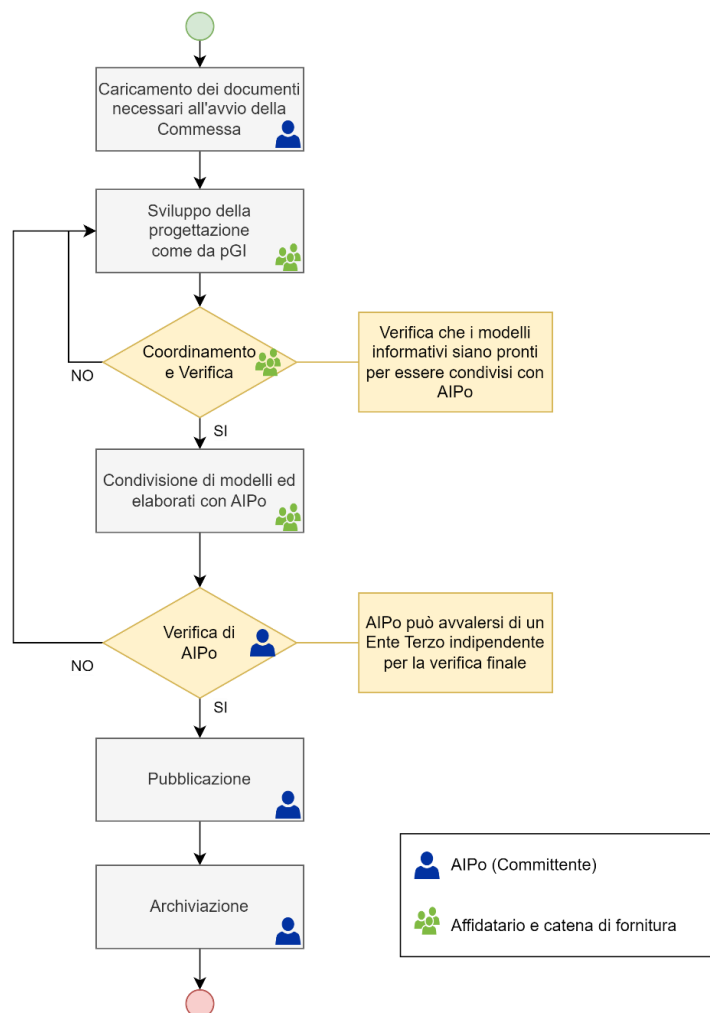 Caricamento dei documenti
necessari all'avvio della
Commessa
Sviluppo della
progettazione
come da pGI
Coordinamento
e Verifica
Verifica che i modelli
informativi siano pronti
per essere condivisi con
AIPo
NO
SI
Condivisione di modelli ed
elaborati con AIPo
Verifica di
AIPo
AIPo può avvalersi di un
Ente Terzo indipendente
per la verifica finale
NO
SI
Pubblicazione
Archiviazione
AIPo (Committente)
Affidatario e catena di fornitura